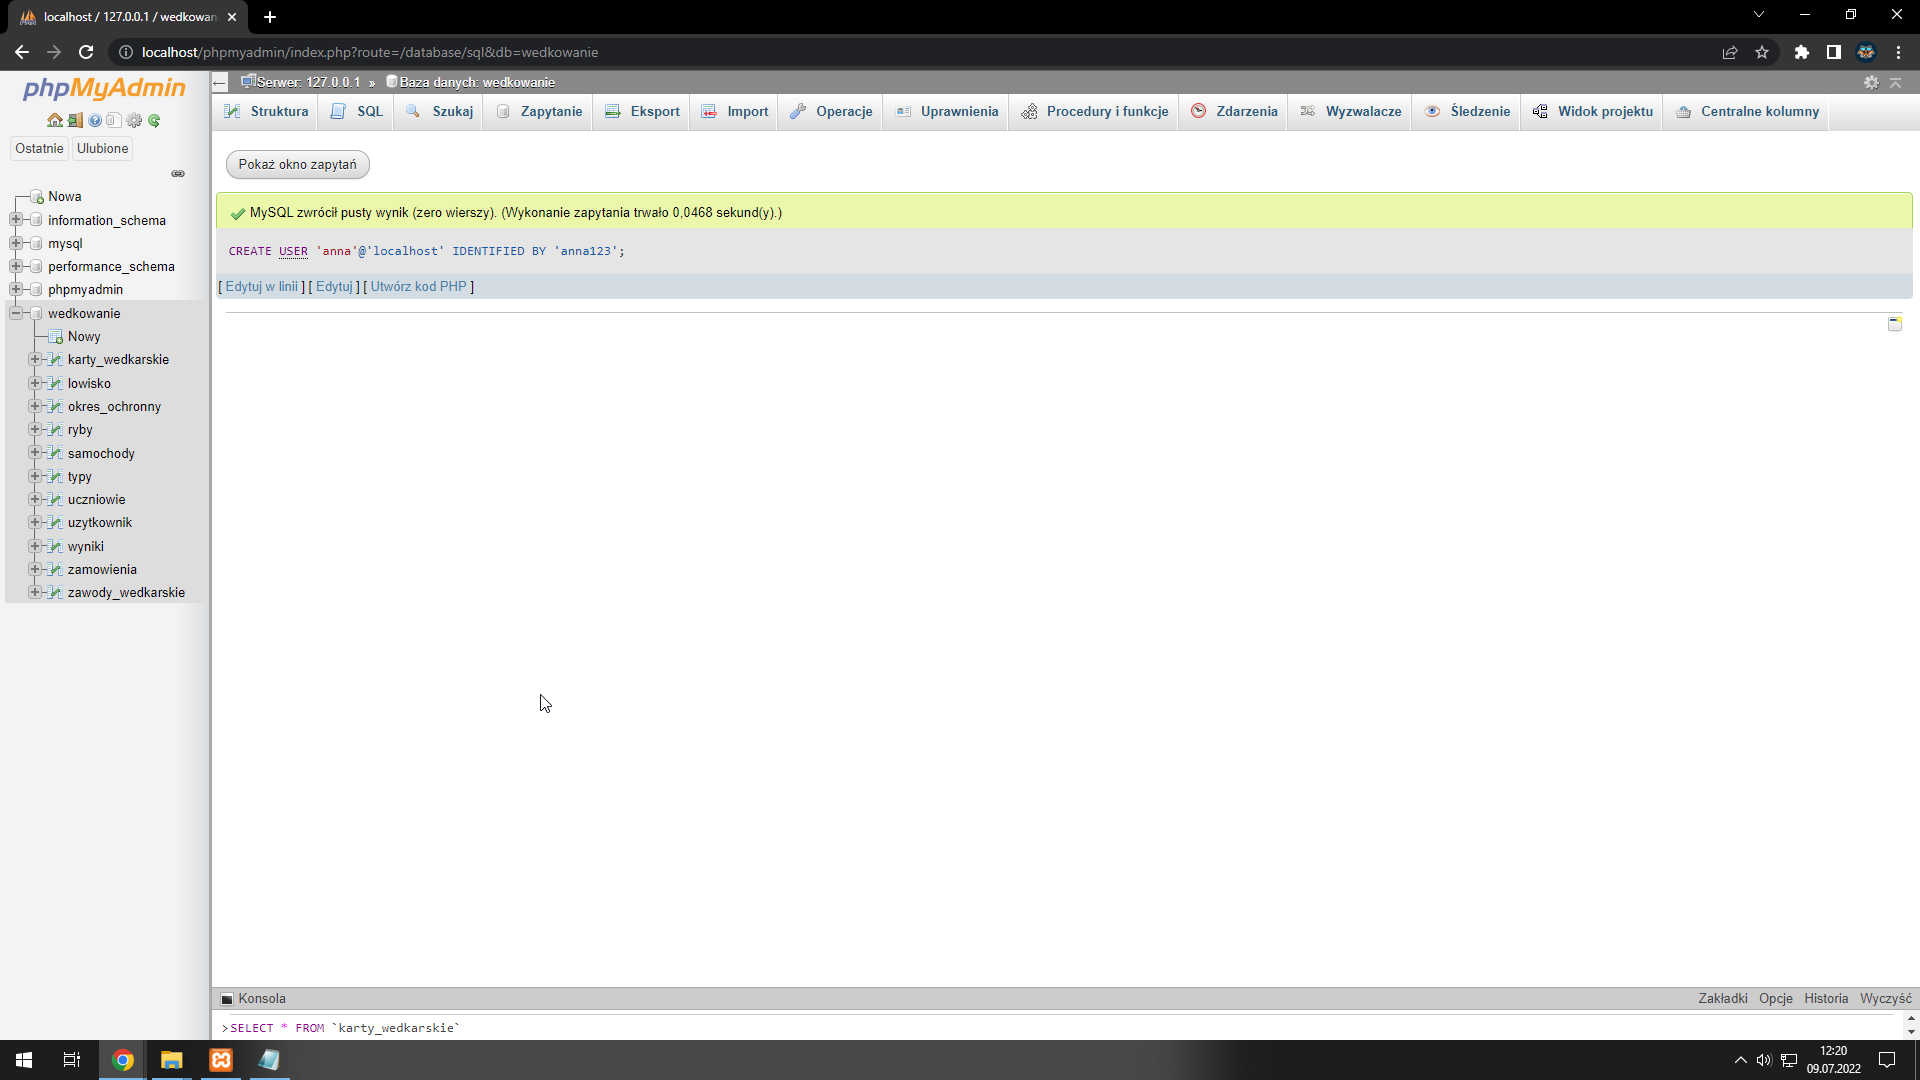 localhost / 127.0.0.1 / wedkowan
localhost/phpmyadmin/index.php?route=/database/sql&db=wedkowanie
phpMyAdmin
Ostatnie Ulubione
Nowa
information_schema
mysql
performance_schema
phpmyadmin
wedkowanie
Nowy
karty_wedkarskie
lowisko
okres_ochronny
ryby
samochody
typy
uczniowie
uzytkownik
wyniki
zamowienia
zawody_wedkarskie
Serwer: 127.0.0.1 » Baza danych: wedkowanie
Struktura SQL Szukaj Zapytanie Eksport Import Operacje Uprawnienia Procedury i funkcje Zdarzenia Wyzwalacze Śledzenie Widok projektu Centralne kolumny
Pokaż okno zapytań
MySQL zwrócił pusty wynik (zero wierszy). (Wykonanie zapytania trwało 0,0468 sekund(y).)
CREATE USER 'anna'@'localhost' IDENTIFIED BY 'anna123';
[ Edytuj w linii ] [ Edytuj ] [ Utwórz kod PHP ]
Konsola Zakładki Opcje Historia Wyczyść
>SELECT * FROM `karty_wedkarskie`
12:20
09.07.2022